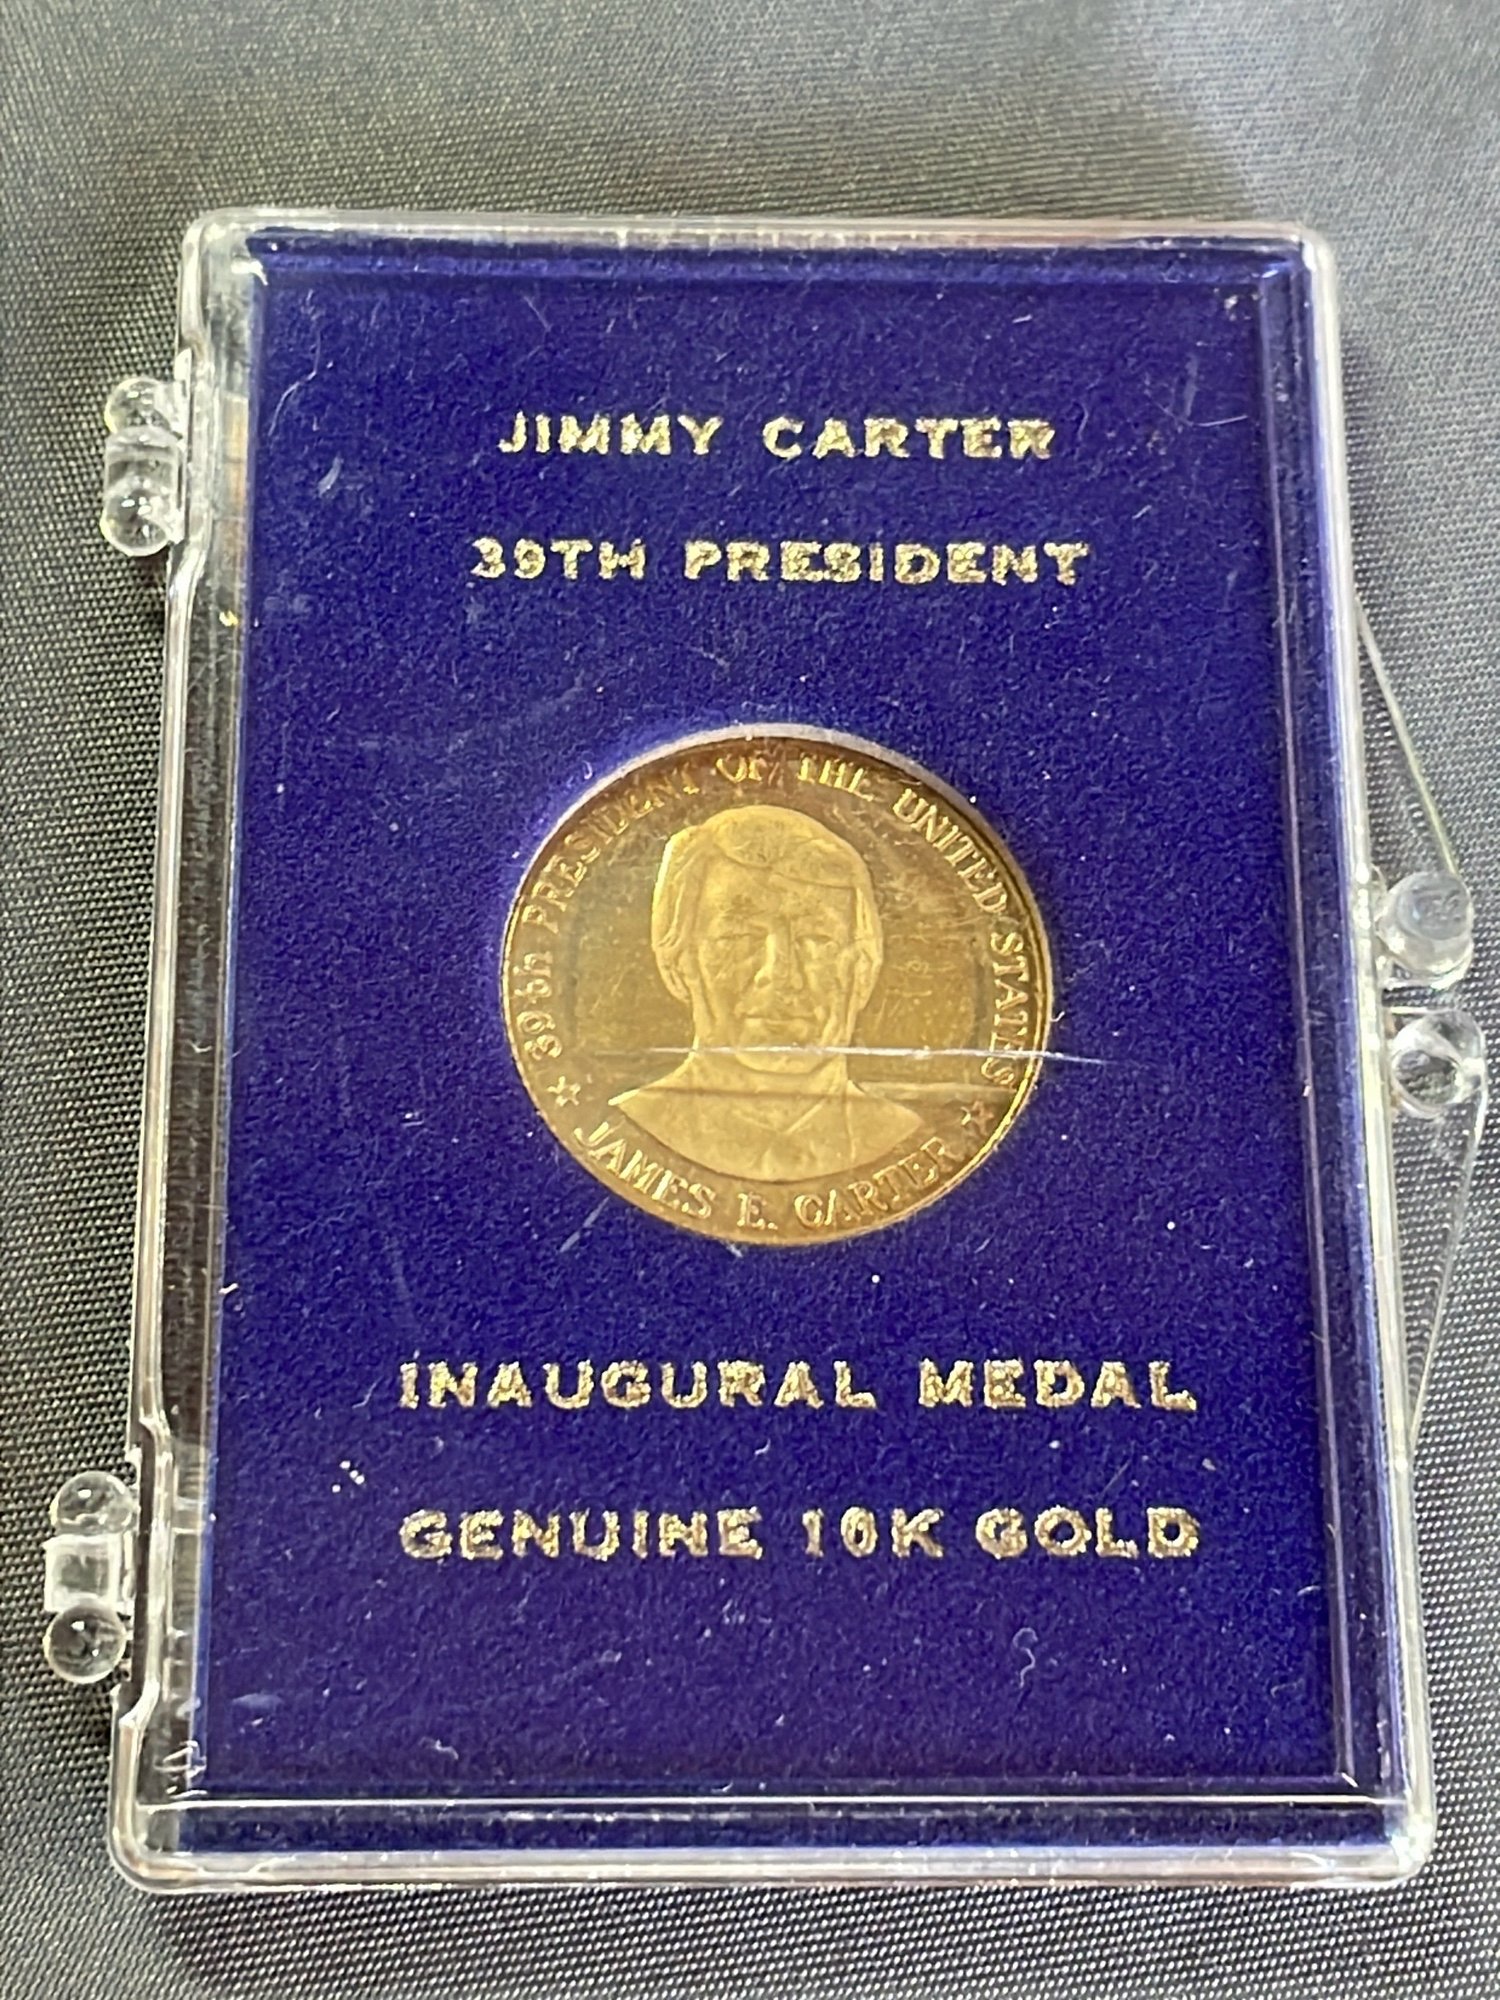 JIMMY CARTER
39TH PRESIDENT
39th PRESIDENT OF THE UNITED STATES
★ JAMES E. CARTER ★
INAUGURAL MEDAL
GENUINE 10K GOLD